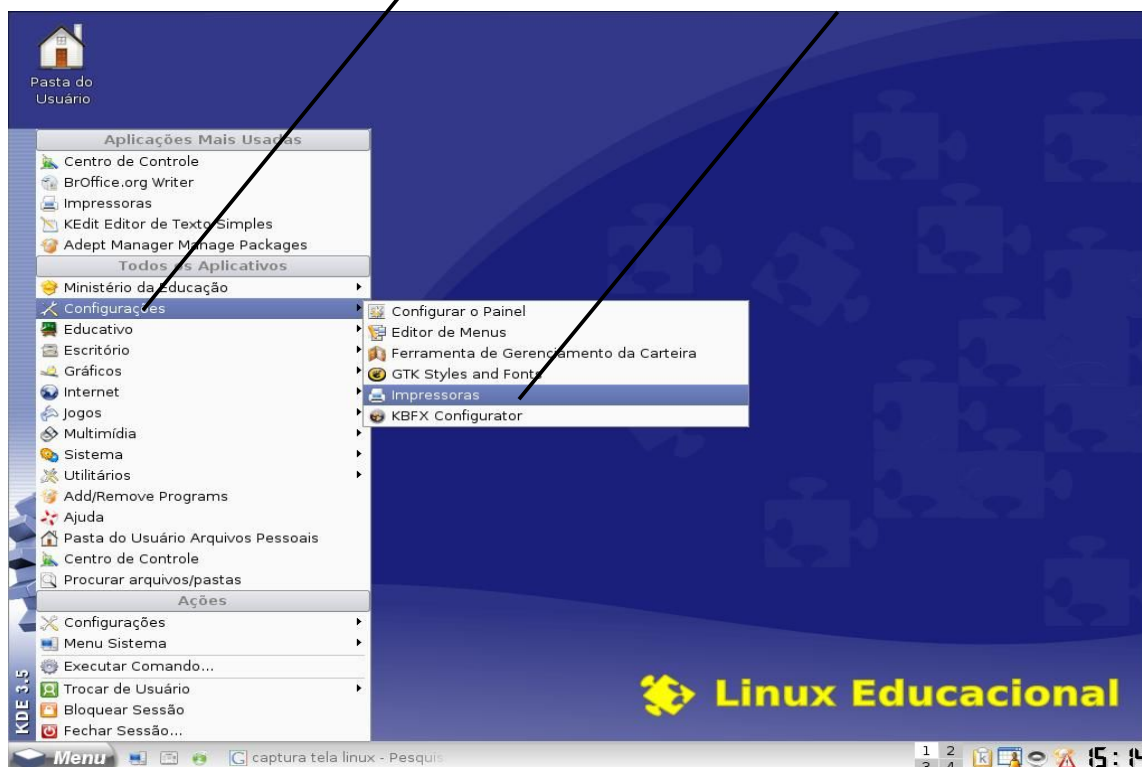 Pasta do
Usuário
Aplicações Mais Usadas
Centro de Controle
BrOffice.org Writer
Impressoras
KEdit Editor de Texto Simples
Adept Manager Manage Packages
Todos os Aplicativos
Ministério da Educação
Configurações
Educativo
Escritório
Gráficos
Internet
Jogos
Multimídia
Sistema
Utilitários
Add/Remove Programs
Ajuda
Pasta do Usuário Arquivos Pessoais
Centro de Controle
Procurar arquivos/pastas
Ações
Configurações
Menu Sistema
Executar Comando...
Trocar de Usuário
Bloquear Sessão
Fechar Sessão...
KDE 3.5
Configurar o Painel
Editor de Menus
Ferramenta de Gerenciamento da Carteira
GTK Styles and Fonts
Impressoras
KBFX Configurator
Linux Educacional
Menu
captura tela linux - Pesquis
1 2
3 4
15:14